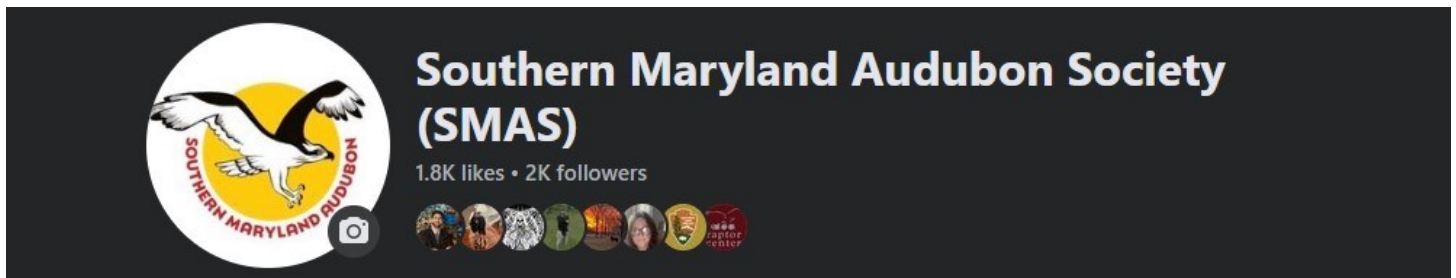 Southern Maryland Audubon Society
(SMAS)
1.8K likes • 2K followers
SOUTHERN MARYLAND AUDUBON
raptor
center